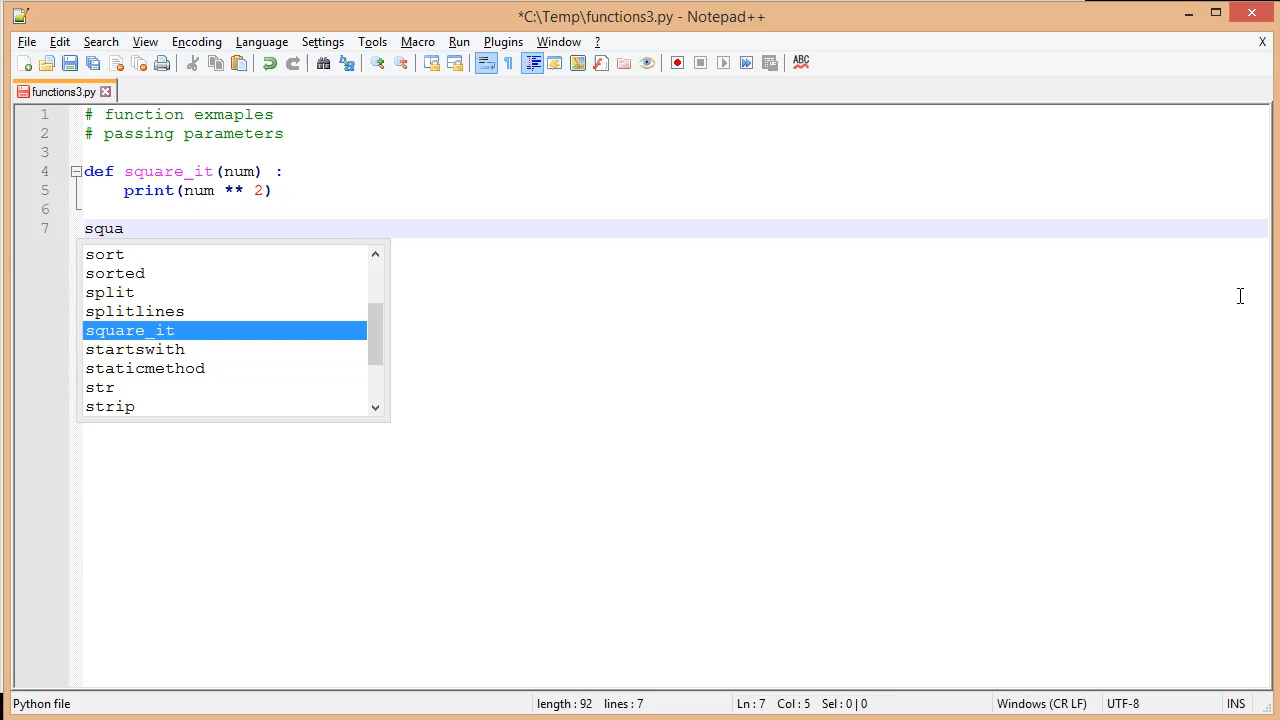 *C:\Temp\functions3.py - Notepad++
File Edit Search View Encoding Language Settings Tools Macro Run Plugins Window ? X
ABC
functions3.py
1 # function exmaples
2 # passing parameters
3
4 def square_it(num) :
5 print(num ** 2)
6
7 squa
sort
sorted
split
splitlines
square_it
startswith
staticmethod
str
strip
Python file length : 92 lines : 7 Ln : 7 Col : 5 Sel : 0 | 0 Windows (CR LF) UTF-8 INS